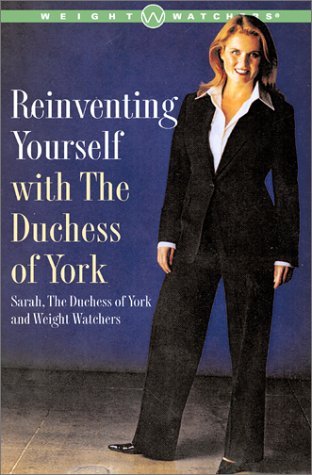 WEIGHT WATCHERS®
Reinventing
Yourself
with The
Duchess
of York
Sarah, The Duchess of York
and Weight Watchers